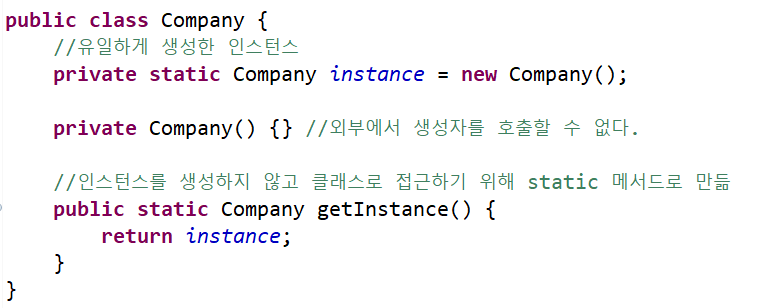 public class Company {
//유일하게 생성한 인스턴스
private static Company instance = new Company();
private Company() {} //외부에서 생성자를 호출할 수 없다.
//인스턴스를 생성하지 않고 클래스로 접근하기 위해 static 메서드로 만듦
public static Company getInstance() {
return instance;
}
}